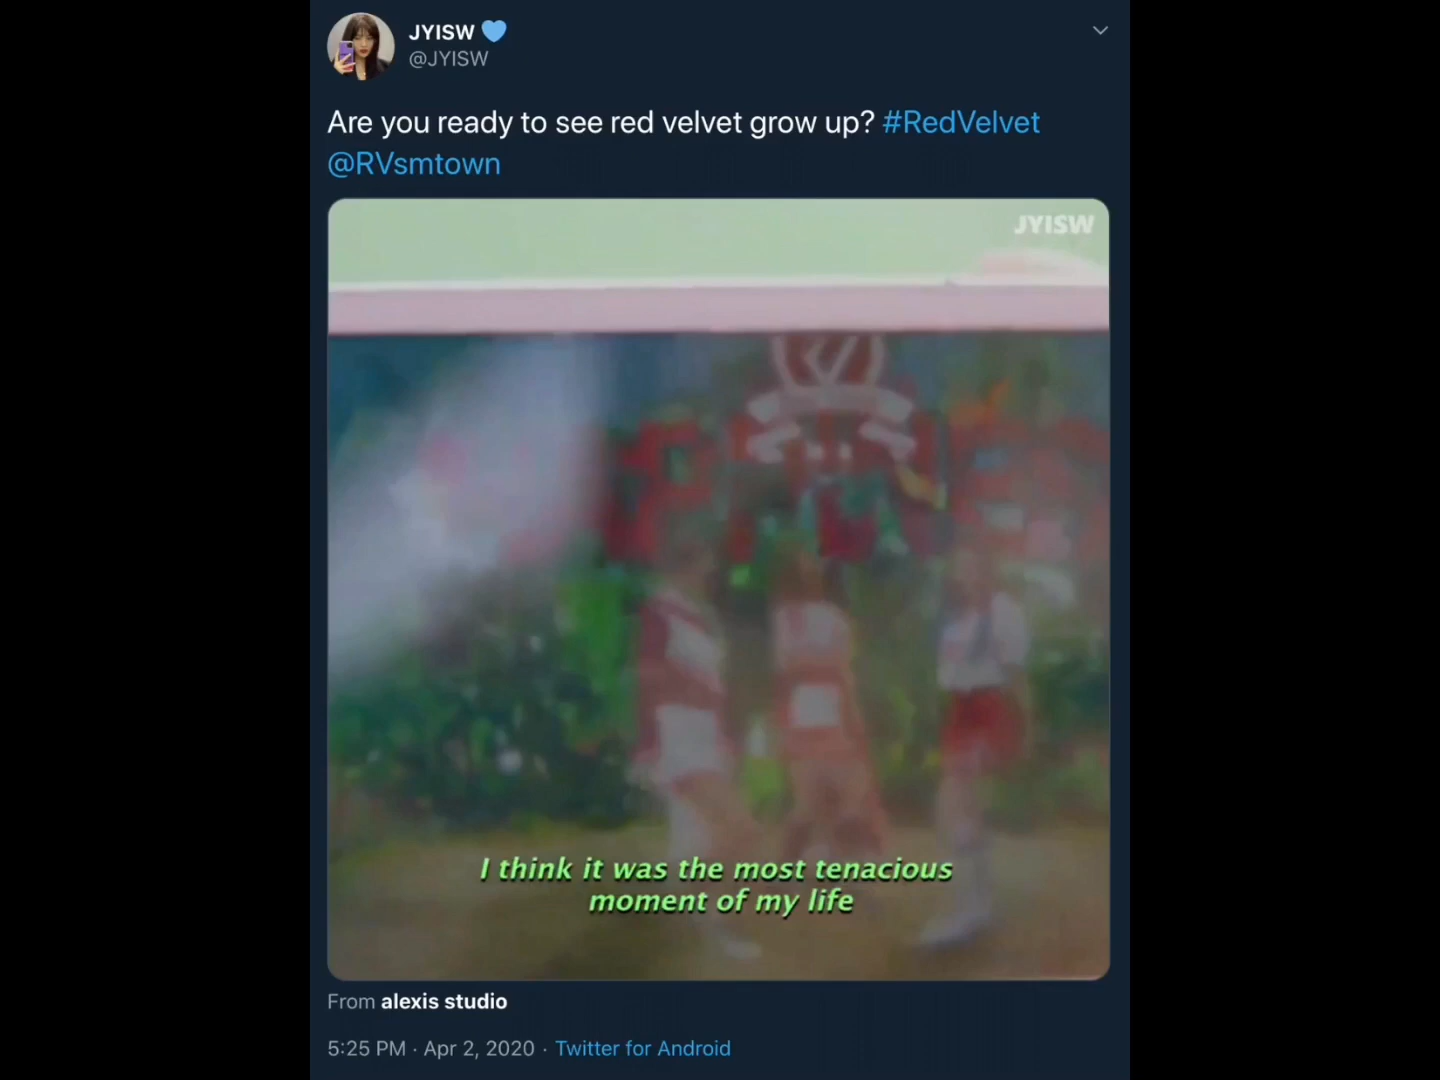 JYISW 💙
@JYISW
Are you ready to see red velvet grow up? #RedVelvet
@RVsmtown
JYISW
I think it was the most tenacious
moment of my life
From alexis studio
5:25 PM · Apr 2, 2020 · Twitter for Android